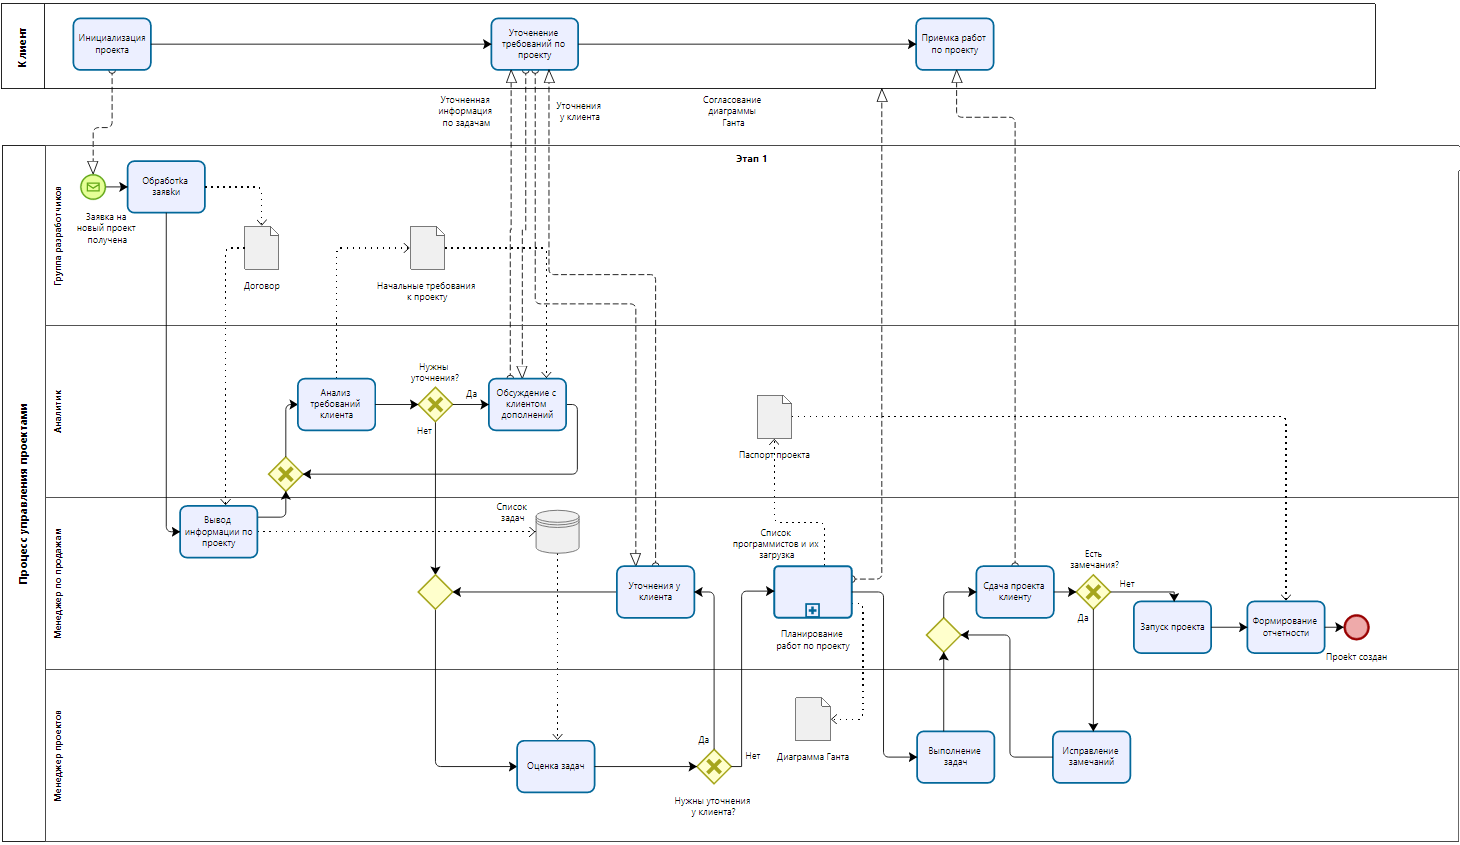 Клиент
Инициализация
проекта
Уточенение
требований по
проекту
Приемка работ
по проекту
Уточненная
информация
по задачам
Уточнения
у клиента
Согласование
диаграммы
Ганта
Процесс управления проектами
Этап 1
Группа разработчиков
Обработка
заявки
Заявка на
новый проект
получена
Договор
Начальные требования
к проекту
Аналитик
Анализ
требований
клиента
Нужны
уточнения?
Да
Нет
Обсуждение с
клиентом
дополнений
Паспорт проекта
Менеджер по продажам
Вывод
информации по
проекту
Список
задач
Уточнения у
клиента
Список
программистов и их
загрузка
Планирование
работ по проекту
Сдача проекта
клиенту
Есть
замечания?
Нет
Да
Запуск проекта
Формирование
отчетности
Проект создан
Менеджер проектов
Оценка задач
Да
Нет
Нужны уточнения
у клиента?
Диаграмма Ганта
Выполнение
задач
Исправление
замечаний